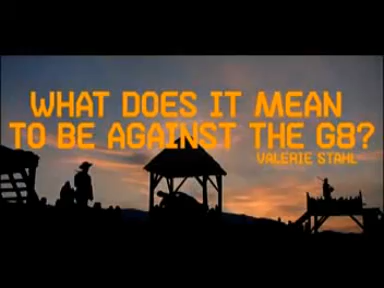 WHAT DOES IT MEAN
TO BE AGAINST THE G8?
VALERIE STAHL